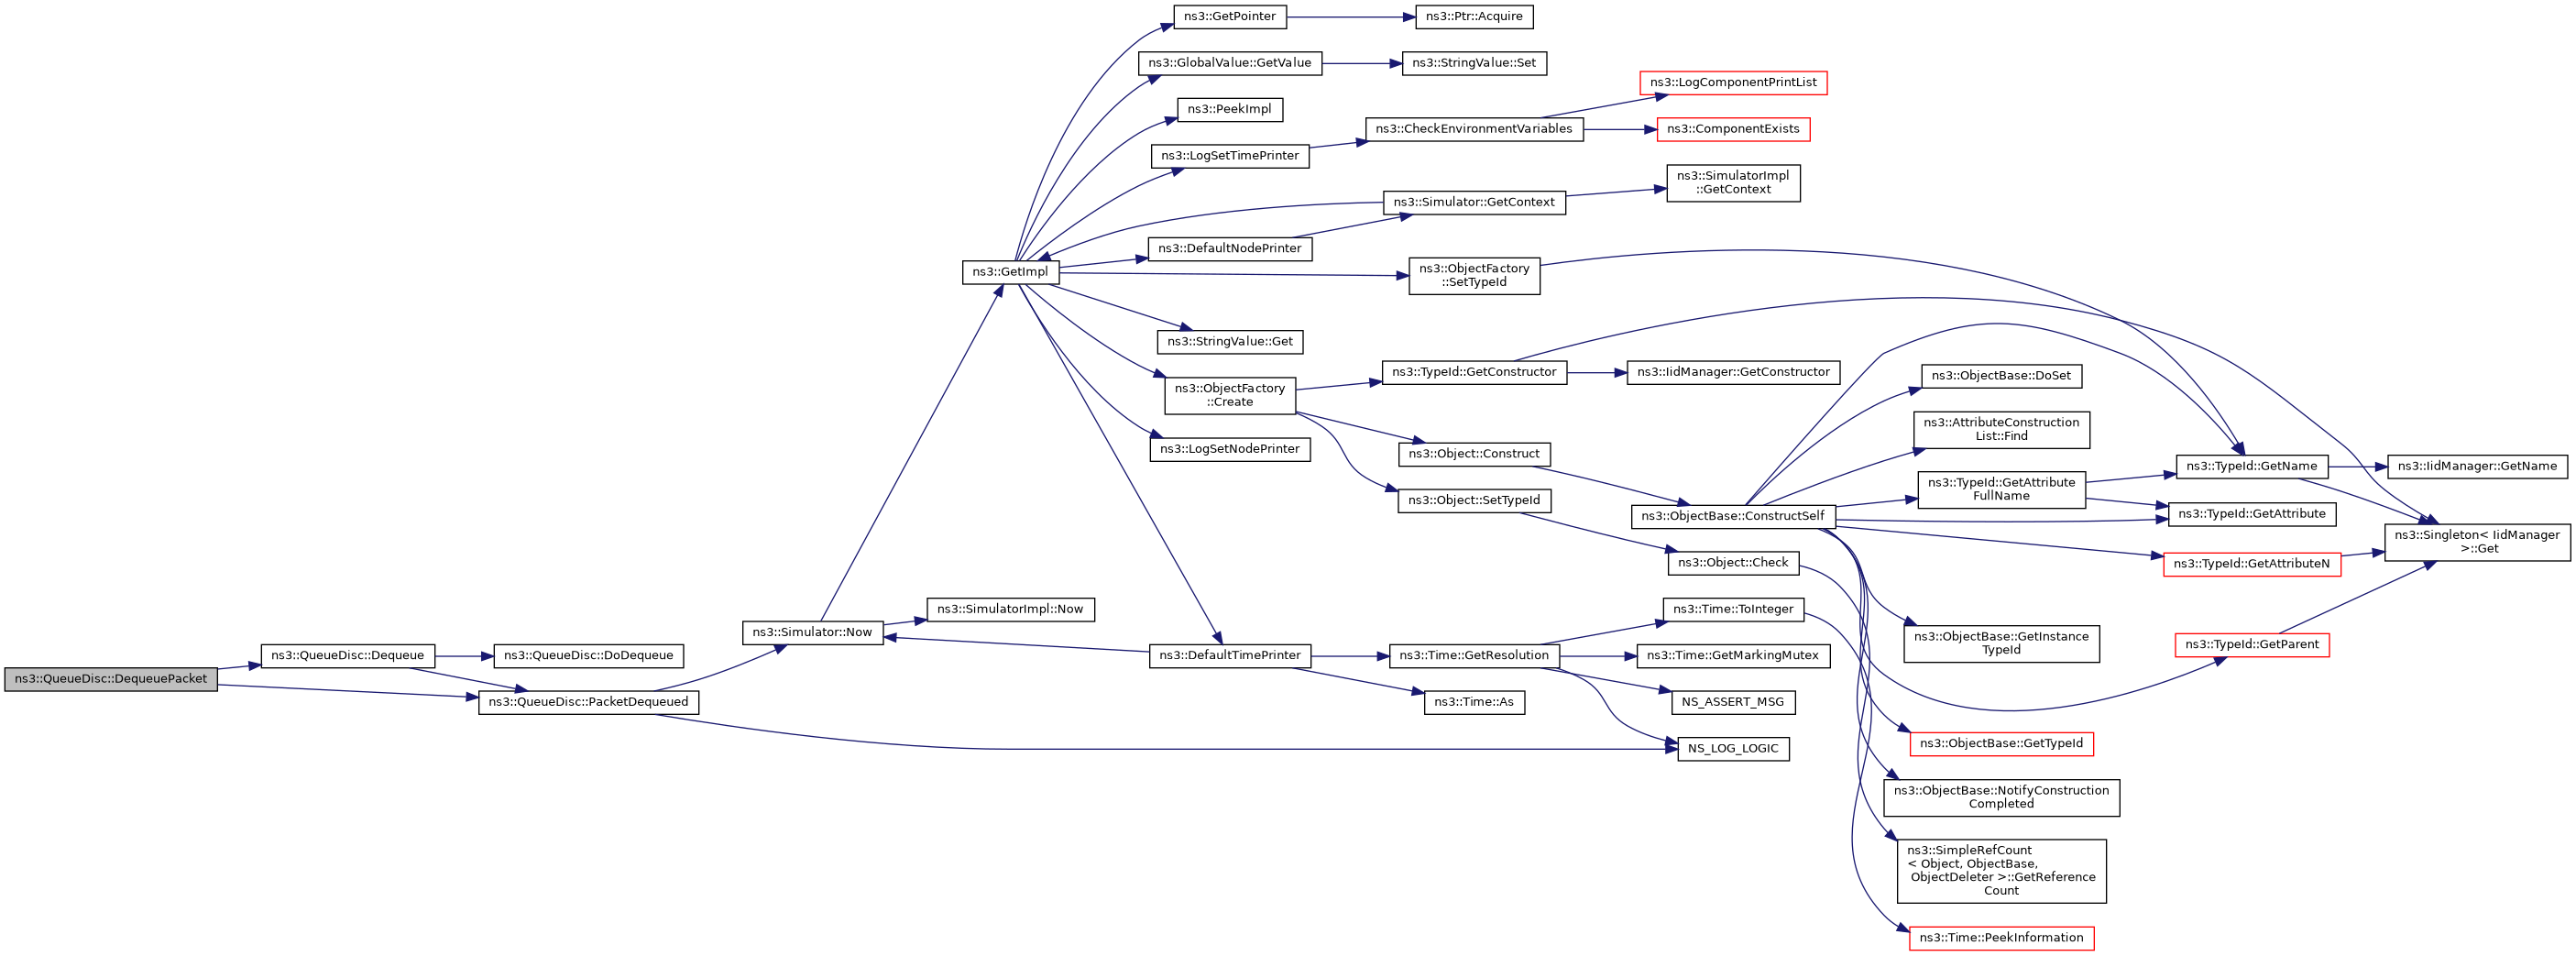 ns3::GetPointer
ns3::Ptr::Acquire
ns3::GlobalValue::GetValue
ns3::StringValue::Set
ns3::LogComponentPrintList
ns3::PeekImpl
ns3::CheckEnvironmentVariables
ns3::ComponentExists
ns3::LogSetTimePrinter
ns3::SimulatorImpl
::GetContext
ns3::Simulator::GetContext
ns3::DefaultNodePrinter
ns3::GetImpl
ns3::ObjectFactory
::SetTypeId
ns3::StringValue::Get
ns3::TypeId::GetConstructor
ns3::IidManager::GetConstructor
ns3::ObjectBase::DoSet
ns3::ObjectFactory
::Create
ns3::AttributeConstruction
List::Find
ns3::LogSetNodePrinter
ns3::Object::Construct
ns3::TypeId::GetName
ns3::IidManager::GetName
ns3::TypeId::GetAttribute
FullName
ns3::Object::SetTypeId
ns3::ObjectBase::ConstructSelf
ns3::TypeId::GetAttribute
ns3::Singleton< IidManager
>::Get
ns3::Object::Check
ns3::TypeId::GetAttributeN
ns3::SimulatorImpl::Now
ns3::Time::ToInteger
ns3::Simulator::Now
ns3::ObjectBase::GetInstance
TypeId
ns3::TypeId::GetParent
ns3::QueueDisc::Dequeue
ns3::QueueDisc::DoDequeue
ns3::DefaultTimePrinter
ns3::Time::GetResolution
ns3::Time::GetMarkingMutex
ns3::QueueDisc::DequeuePacket
ns3::QueueDisc::PacketDequeued
ns3::Time::As
NS_ASSERT_MSG
NS_LOG_LOGIC
ns3::ObjectBase::GetTypeId
ns3::ObjectBase::NotifyConstruction
Completed
ns3::SimpleRefCount
< Object, ObjectBase,
ObjectDeleter >::GetReference
Count
ns3::Time::PeekInformation